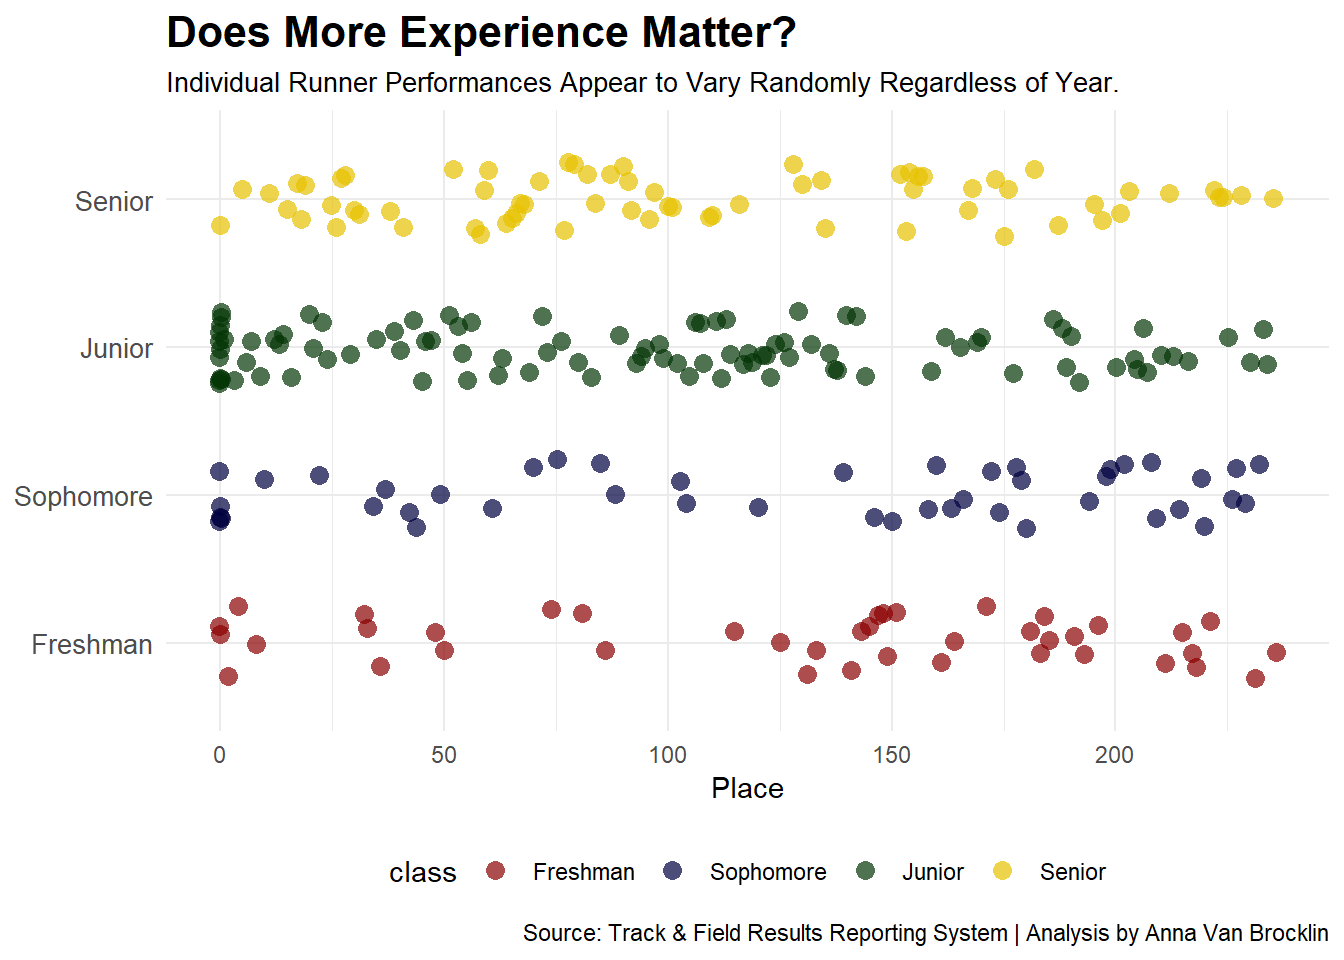 Does More Experience Matter?
Individual Runner Performances Appear to Vary Randomly Regardless of Year.
Senior
Junior
Sophomore
Freshman
0 50 100 150 200
Place
class Freshman Sophomore Junior Senior
Source: Track & Field Results Reporting System | Analysis by Anna Van Brocklin